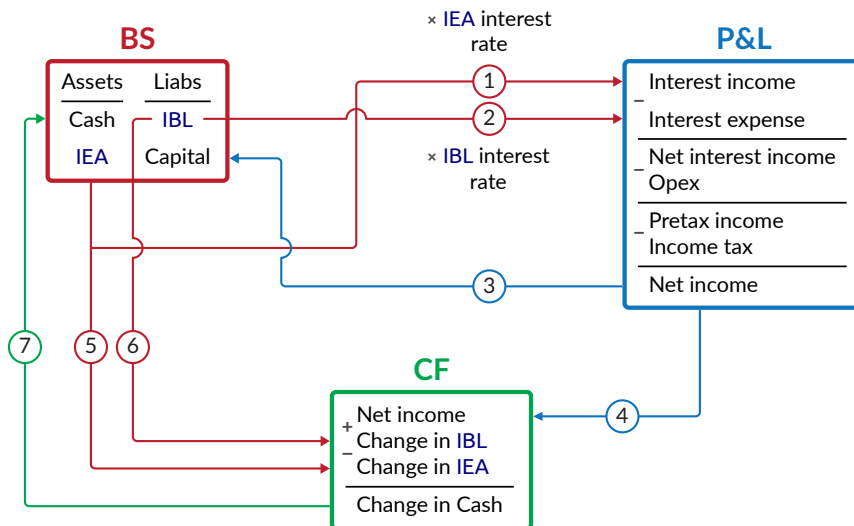 × IEA interest
rate
BS
P&L
Assets Liabs
Cash IBL
IEA Capital
1
2
× IBL interest
rate
Interest income
−
Interest expense
Net interest income
−
Opex
Pretax income
−
Income tax
Net income
3
7
5
6
4
CF
Net income
+
Change in IBL
−
Change in IEA
Change in Cash